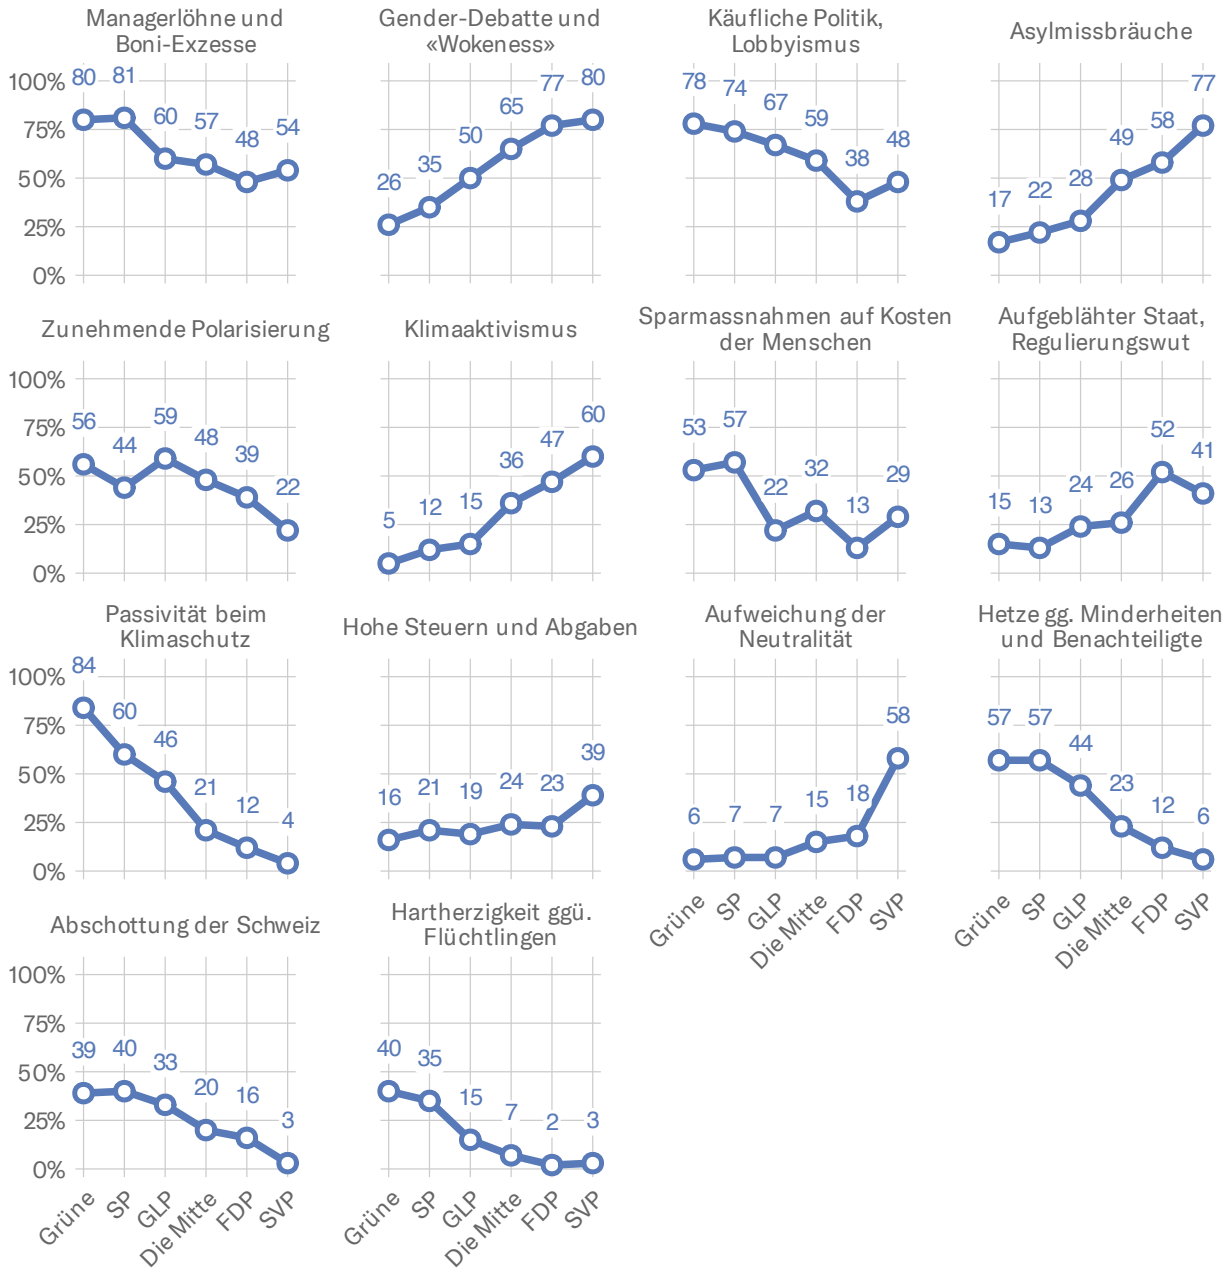 Managerlöhne und
Boni-Exzesse
100%
75%
50%
25%
0%
80 81 60 57 48 54
Gender-Debatte und
«Wokeness»
26 35 50 65 77 80
Käufliche Politik,
Lobbyismus
78 74 67 59 38 48
Asylmissbräuche
17 22 28 49 58 77
Zunehmende Polarisierung
100%
75%
50%
25%
0%
56 44 59 48 39 22
Klimaaktivismus
5 12 15 36 47 60
Sparmassnahmen auf Kosten
der Menschen
53 57 22 32 13 29
Aufgeblähter Staat,
Regulierungswut
15 13 24 26 52 41
Passivität beim
Klimaschutz
100%
75%
50%
25%
0%
84 60 46 21 12 4
Hohe Steuern und Abgaben
16 21 19 24 23 39
Aufweichung der
Neutralität
6 7 7 15 18 58
Grüne SP GLP Die Mitte FDP SVP
Hetze gg. Minderheiten
und Benachteiligte
57 57 44 23 12 6
Grüne SP GLP Die Mitte FDP SVP
Abschottung der Schweiz
100%
75%
50%
25%
0%
39 40 33 20 16 3
Grüne SP GLP Die Mitte FDP SVP
Hartherzigkeit ggü.
Flüchtlingen
40 35 15 7 2 3
Grüne SP GLP Die Mitte FDP SVP